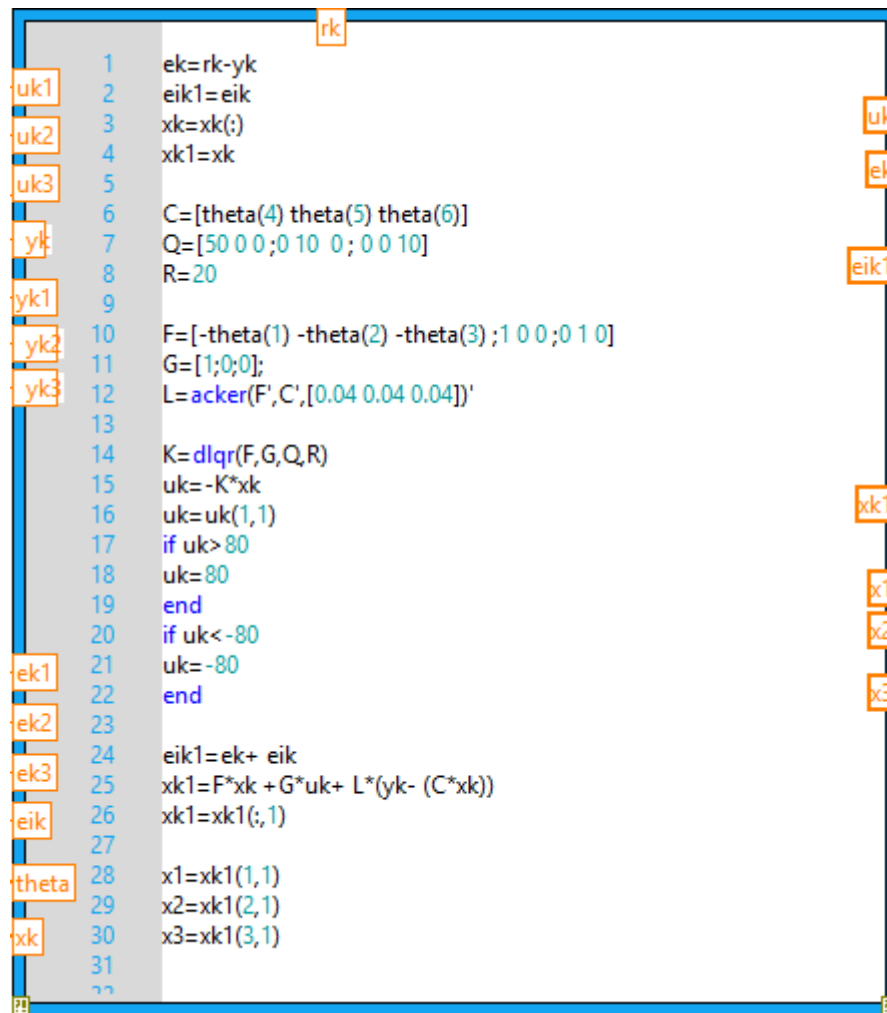 rk
1 ek=rk-yk
uk1
2 eik1=eik
uk
3 xk=xk(:)
uk2
4 xk1=xk
ek
5
uk3
6 C=[theta(4) theta(5) theta(6)]
yk
7 Q=[50 0 0 ;0 10 0 ; 0 0 10]
eik1
8 R=20
yk1
9
10 F=[-theta(1) -theta(2) -theta(3) ;1 0 0 ;0 1 0]
yk2
11 G=[1;0;0];
yk3
12 L=acker(F',C',[0.04 0.04 0.04])'
13
14 K=dlqr(F,G,Q,R)
15 uk=-K*xk
xk1
16 uk=uk(1,1)
17 if uk>80
18 uk=80
x1
19 end
20 if uk<-80
x2
21 uk=-80
ek1
22 end
x3
23
ek2
24 eik1=ek+ eik
ek3
25 xk1=F*xk +G*uk+ L*(yk- (C*xk))
26 xk1=xk1(:,1)
eik
27
28 x1=xk1(1,1)
theta
29 x2=xk1(2,1)
30 x3=xk1(3,1)
xk
31